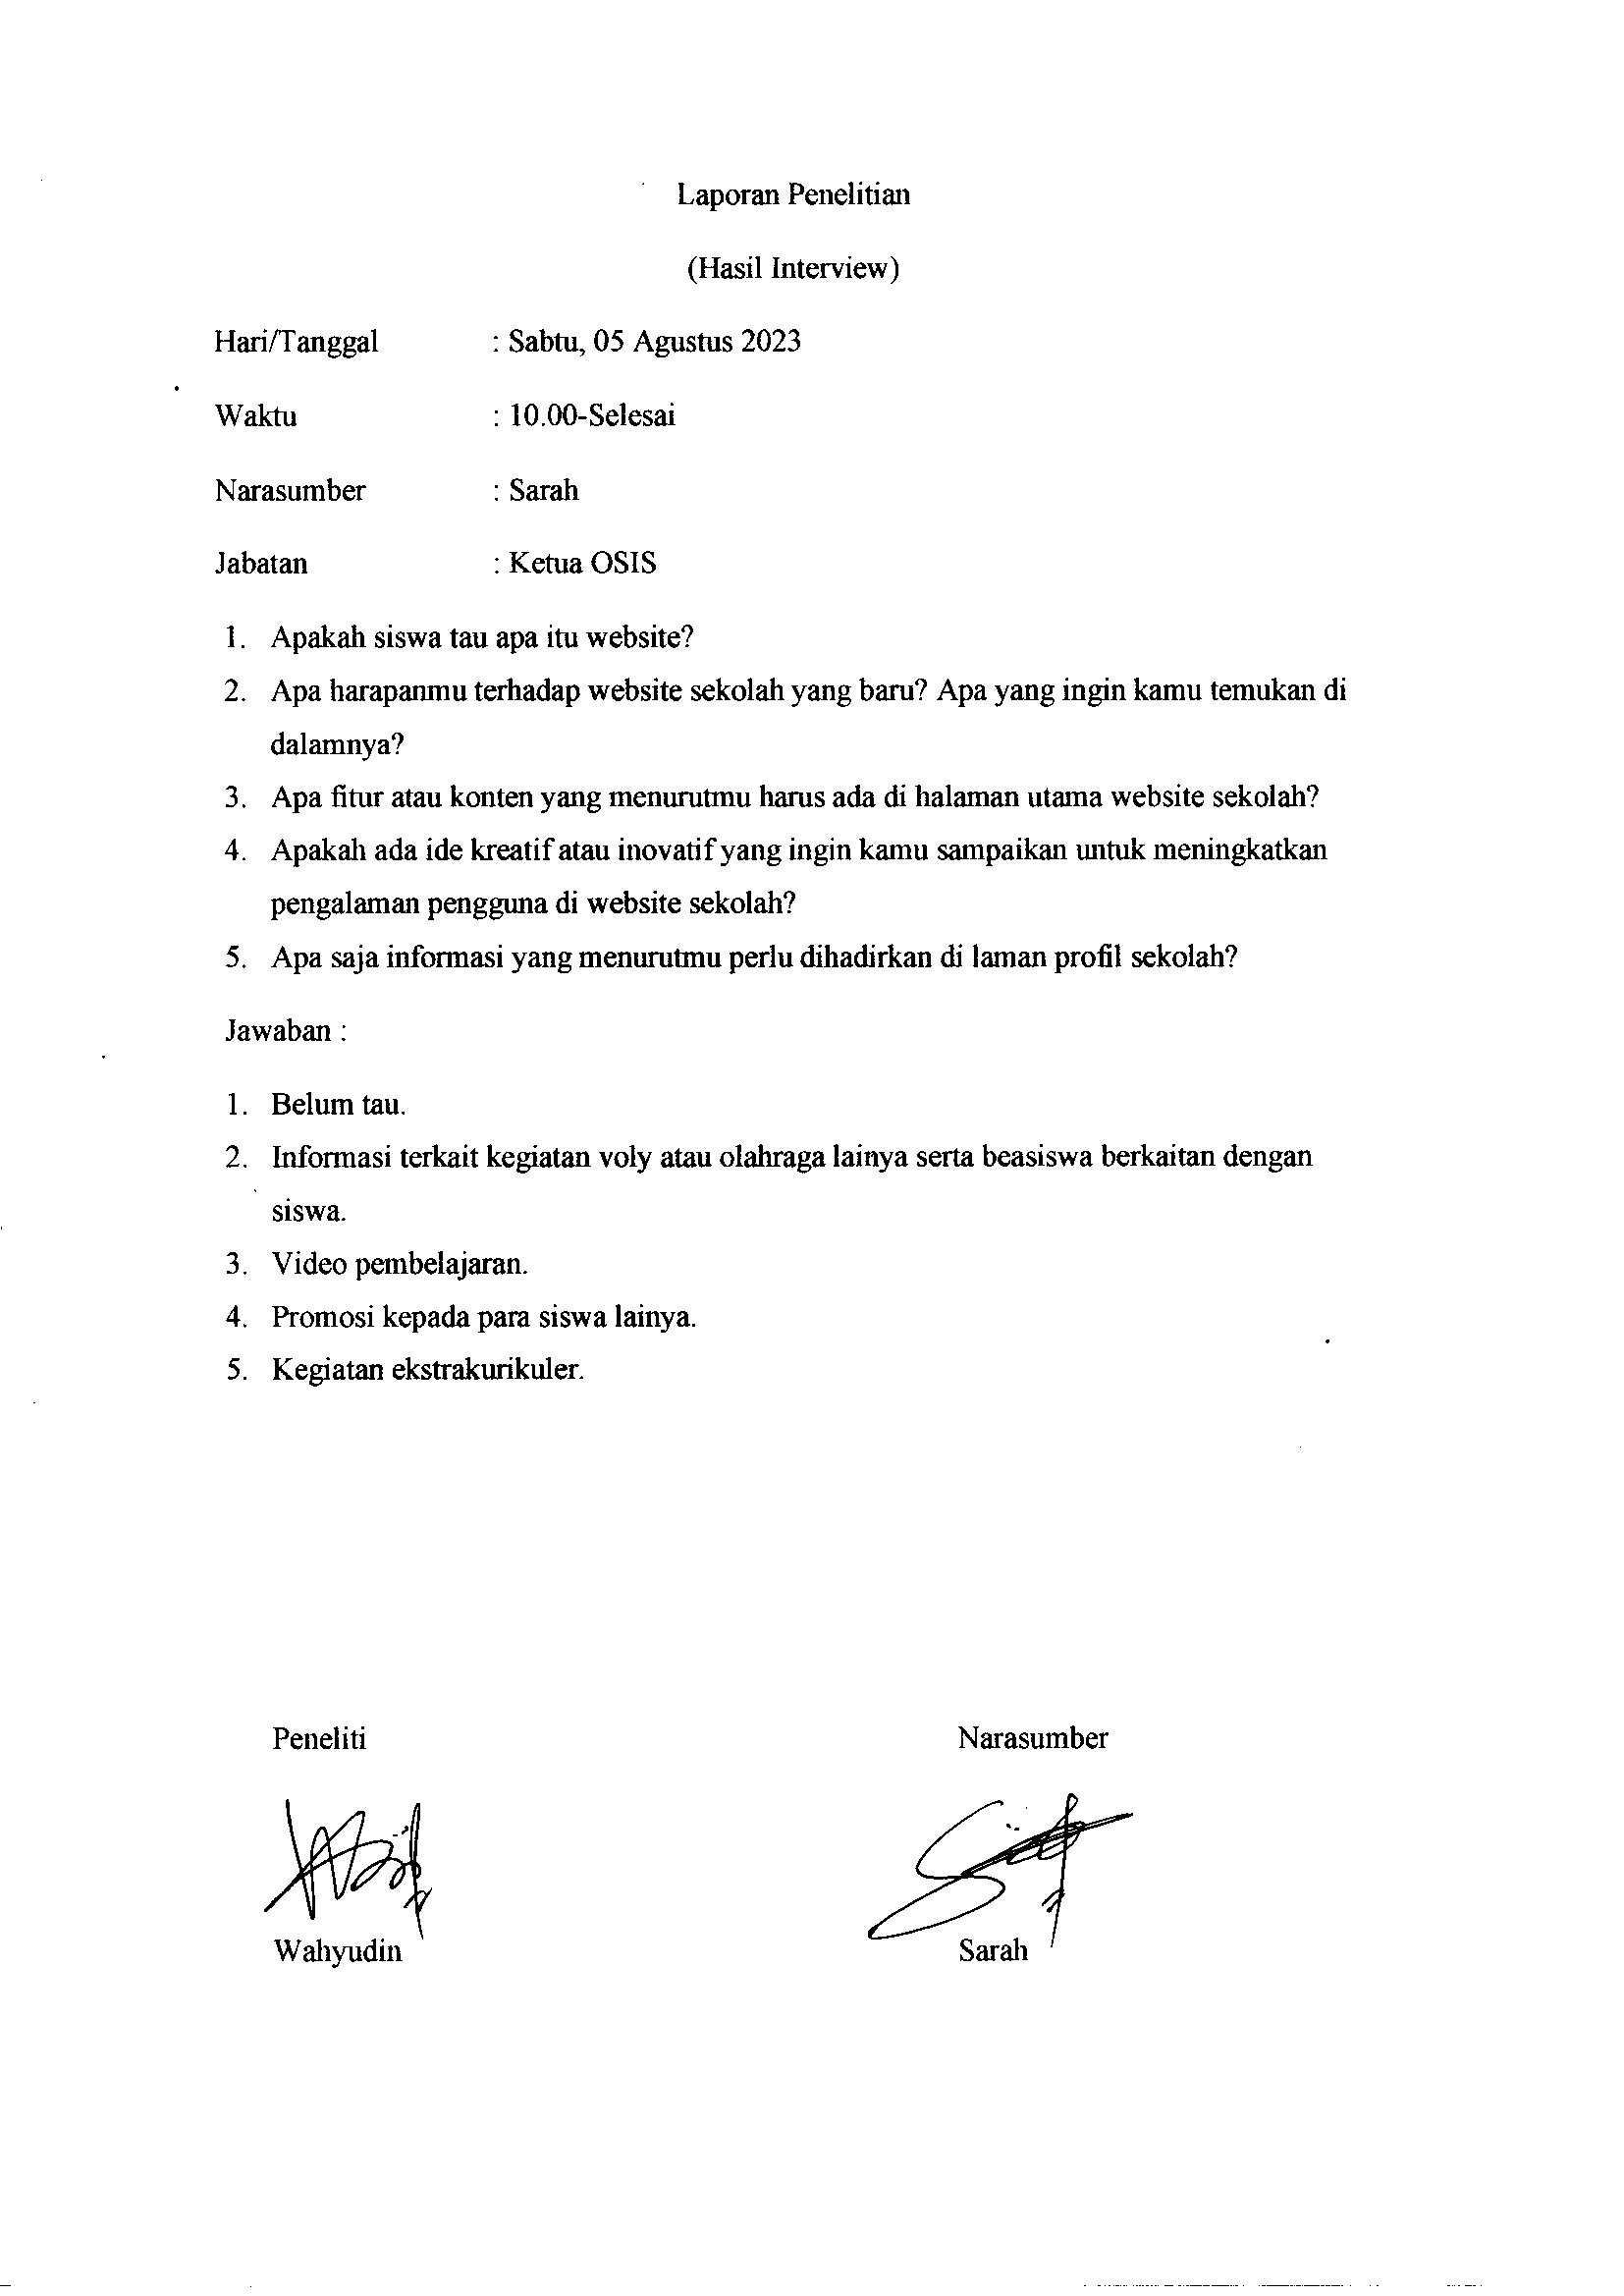 Laporan Penelitian
(Hasil Interview)
Hari/Tanggal : Sabtu, 05 Agustus 2023
Waktu : 10.00-Selesai
Narasumber : Sarah
Jabatan : Ketua OSIS
1. Apakah siswa tau apa itu website?
2. Apa harapanmu terhadap website sekolah yang baru? Apa yang ingin kamu temukan di
dalamnya?
3. Apa fitur atau konten yang menurutmu harus ada di halaman utama website sekolah?
4. Apakah ada ide kreatif atau inovatif yang ingin kamu sampaikan untuk meningkatkan
pengalaman pengguna di website sekolah?
5. Apa saja informasi yang menurutmu perlu dihadirkan di laman profil sekolah?
Jawaban :
1. Belum tau.
2. Informasi terkait kegiatan voly atau olahraga lainya serta beasiswa berkaitan dengan
siswa.
3. Video pembelajaran.
4. Promosi kepada para siswa lainya.
5. Kegiatan ekstrakurikuler.
Peneliti Narasumber
Wahyudin Sarah